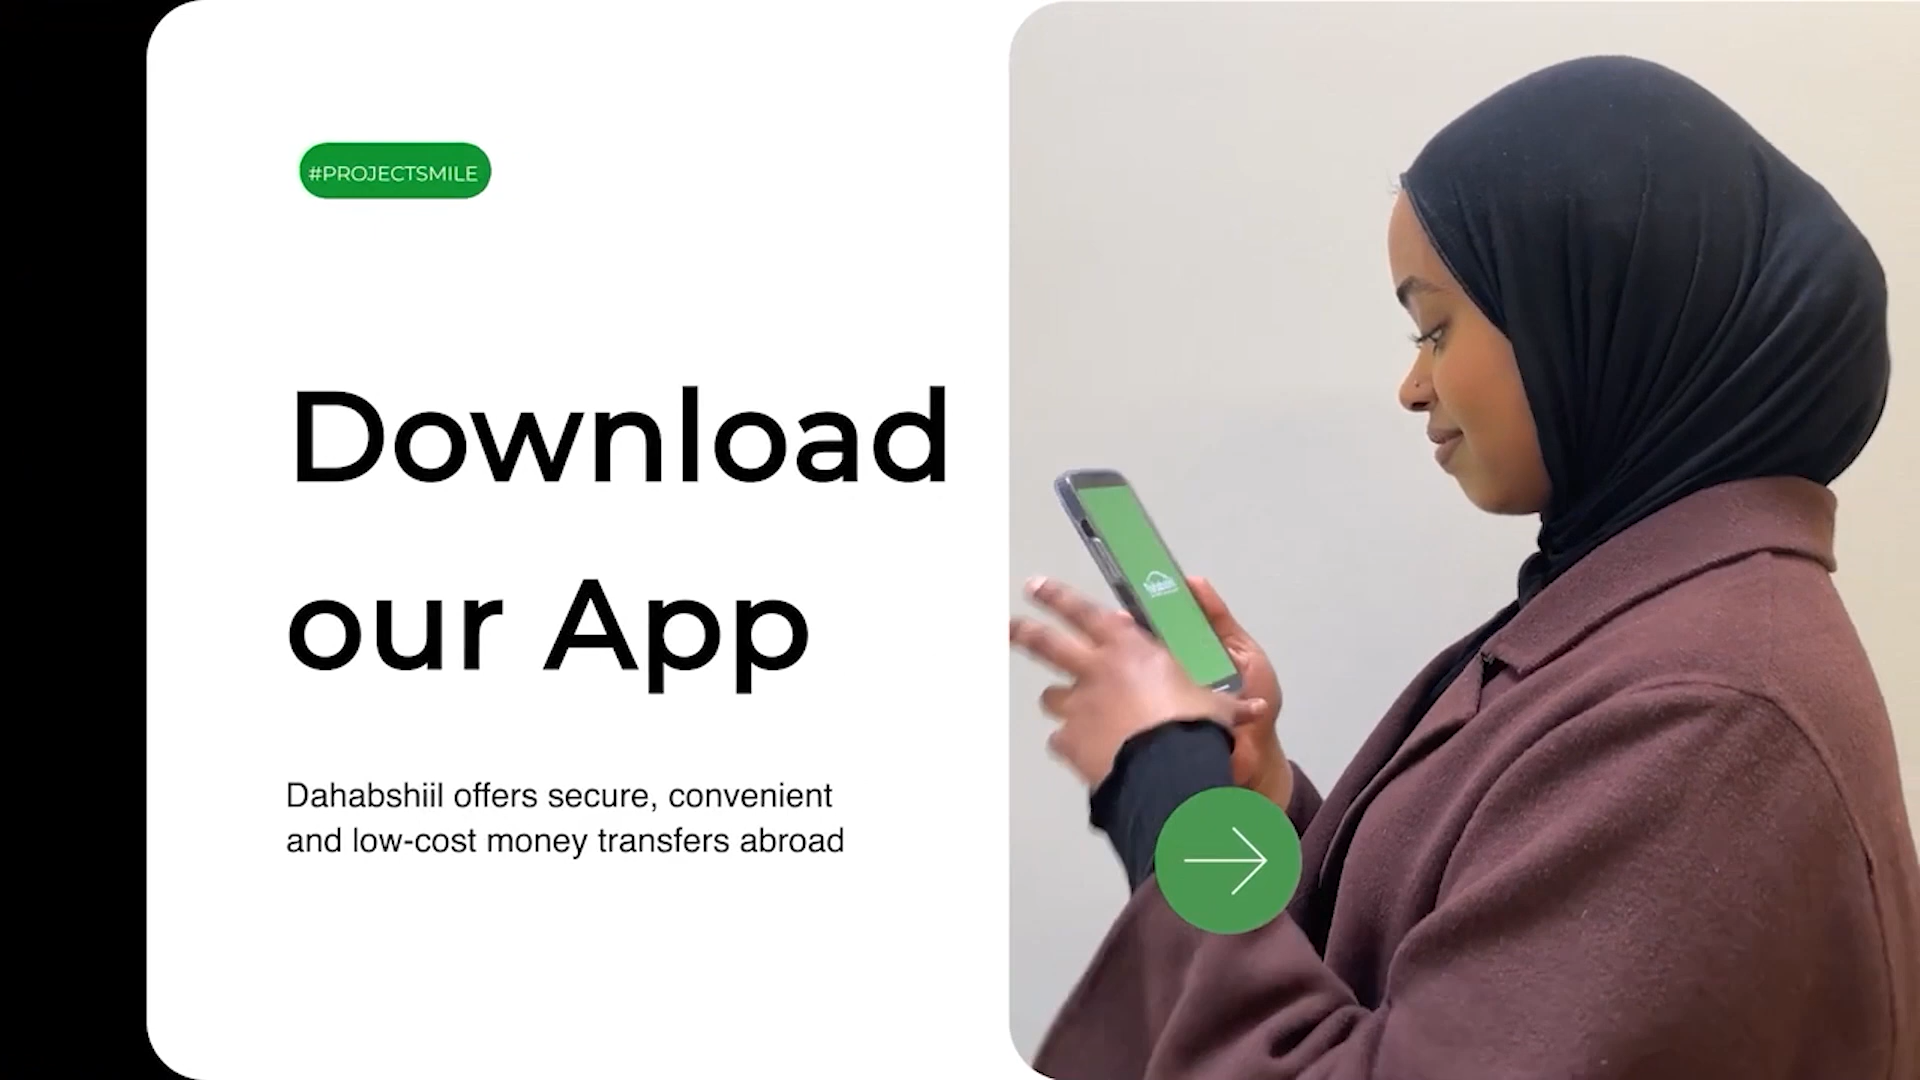 #PROJECTSMILE
Download
our App
Dahabshiil offers secure, convenient
and low-cost money transfers abroad